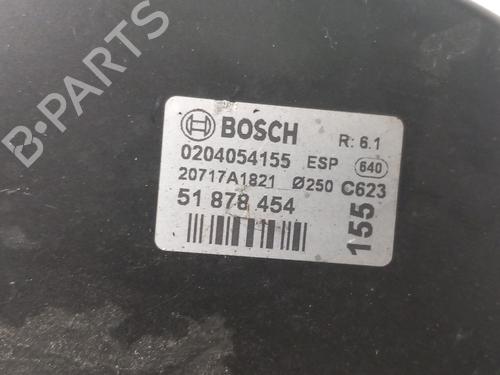 BOSCH R: 6.1
0204054155 ESP 640
20717A1821 Ø250 C623
51 878 454
155
B-PARTS